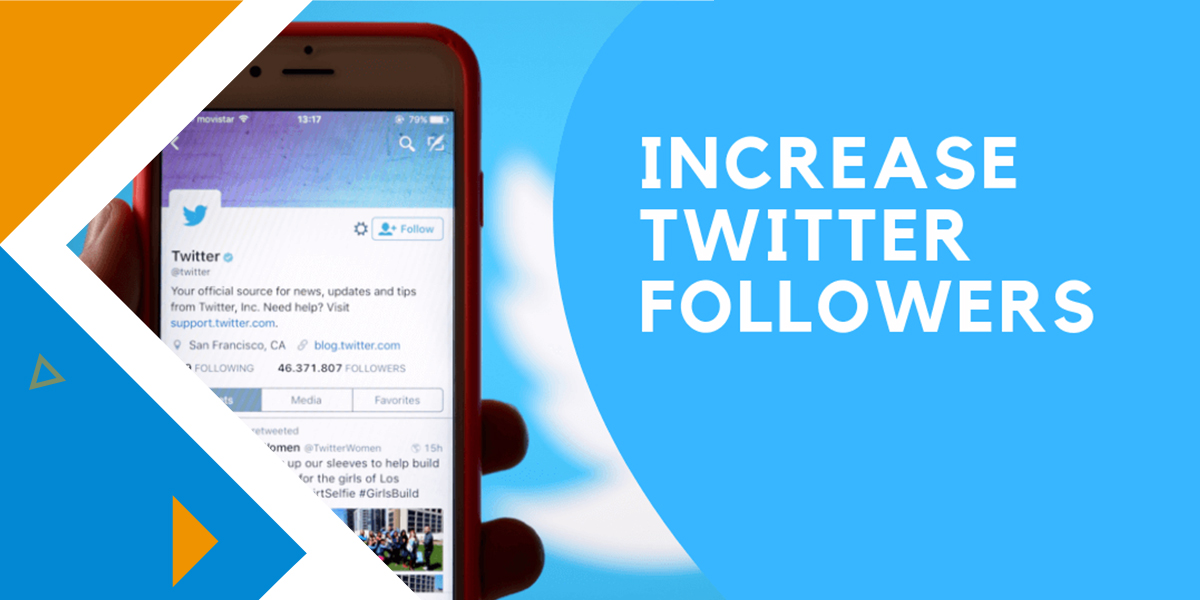 movistar 13:17 79%
Follow
Twitter
@twitter
Your official source for news, updates and tips
from Twitter, Inc. Need help? Visit
support.twitter.com.
San Francisco, CA blog.twitter.com
FOLLOWING 46.371.807 FOLLOWERS
Media Favorites
retweeted
@TwitterWomen 15h
up our sleeves to help build
for the girls of Los
#GirlsBuild
INCREASE
TWITTER
FOLLOWERS